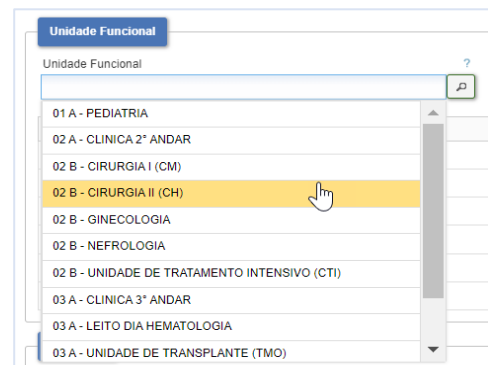 Unidade Funcional
Unidade Funcional ?
01 A - PEDIATRIA
02 A - CLINICA 2° ANDAR
02 B - CIRURGIA I (CM)
02 B - CIRURGIA II (CH)
02 B - GINECOLOGIA
02 B - NEFROLOGIA
02 B - UNIDADE DE TRATAMENTO INTENSIVO (CTI)
03 A - CLINICA 3° ANDAR
03 A - LEITO DIA HEMATOLOGIA
03 A - UNIDADE DE TRANSPLANTE (TMO)